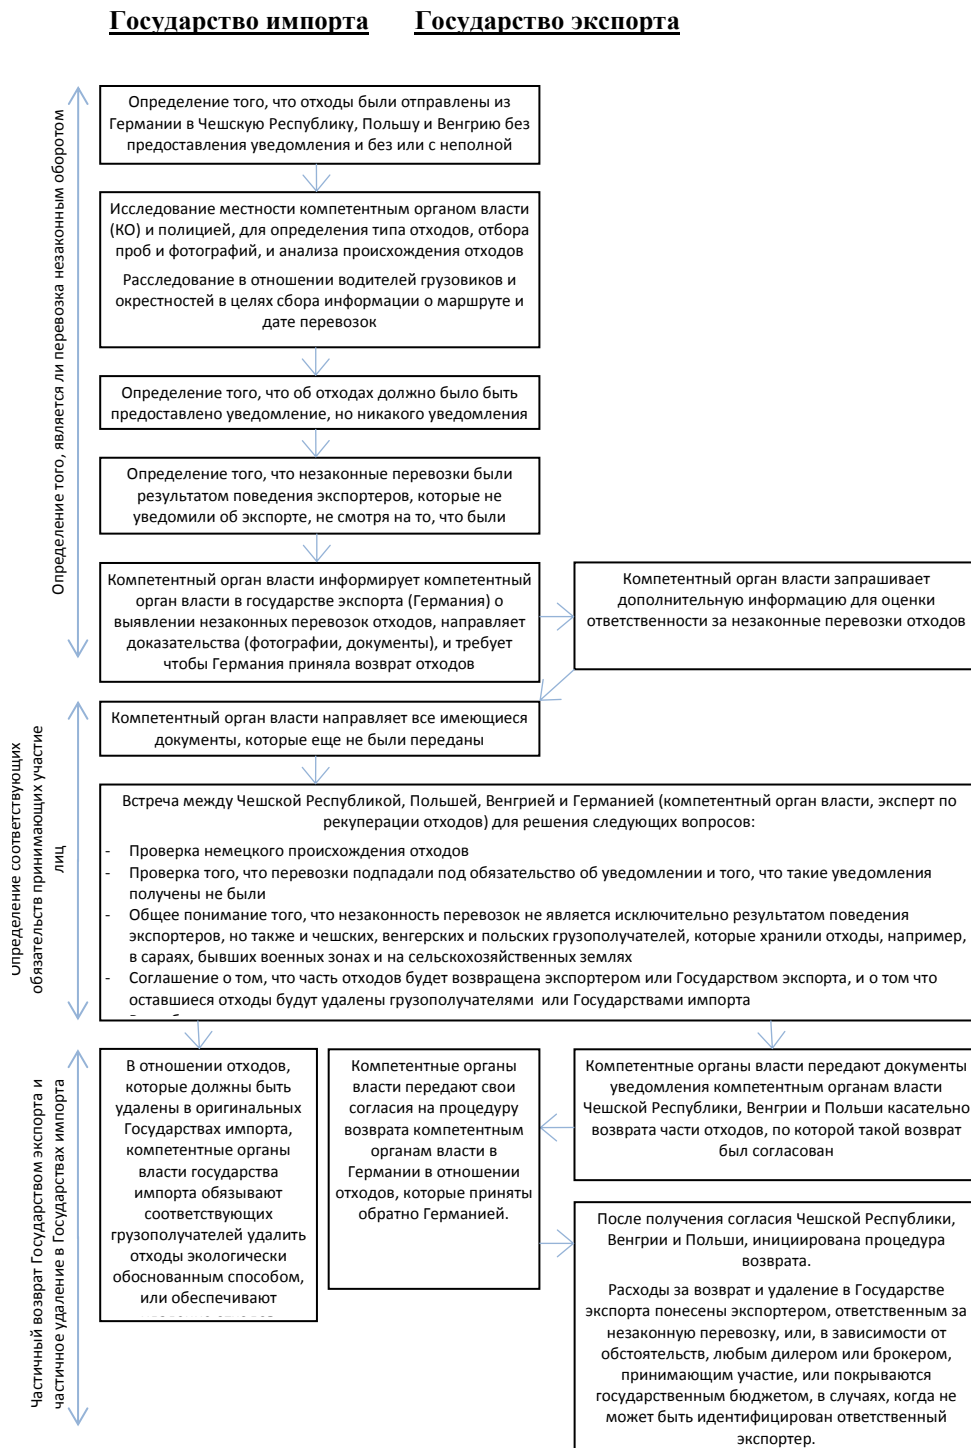 Государство импорта Государство экспорта
Определение того, является ли перевозка незаконным оборотом
Определение того, что отходы были отправлены из
Германии в Чешскую Республику, Польшу и Венгрию без
предоставления уведомления и без или с неполной
Исследование местности компетентным органом власти
(КО) и полицией, для определения типа отходов, отбора
проб и фотографий, и анализа происхождения отходов
Расследование в отношении водителей грузовиков и
окрестностей в целях сбора информации о маршруте и
дате перевозок
Определение того, что об отходах должно было быть
предоставлено уведомление, но никакого уведомления
Определение того, что незаконные перевозки были
результатом поведения экспортеров, которые не
уведомили об экспорте, не смотря на то, что были
Компетентный орган власти информирует компетентный
орган власти в государстве экспорта (Германия) о
выявлении незаконных перевозок отходов, направляет
доказательства (фотографии, документы), и требует
чтобы Германия приняла возврат отходов
Компетентный орган власти запрашивает
дополнительную информацию для оценки
ответственности за незаконные перевозки отходов
Определение соответствующих
обязательств принимающих участие
лиц
Компетентный орган власти направляет все имеющиеся
документы, которые еще не были переданы
Встреча между Чешской Республикой, Польшей, Венгрией и Германией (компетентный орган власти, эксперт по
рекуперации отходов) для решения следующих вопросов:
- Проверка немецкого происхождения отходов
- Проверка того, что перевозки подпадали под обязательство об уведомлении и того, что такие уведомления
получены не были
- Общее понимание того, что незаконность перевозок не является исключительно результатом поведения
экспортеров, но также и чешских, венгерских и польских грузополучателей, которые хранили отходы, например,
в сараях, бывших военных зонах и на сельскохозяйственных землях
- Соглашение о том, что часть отходов будет возвращена экспортером или Государством экспорта, и о том что
оставшиеся отходы будут удалены грузополучателями или Государствами импорта
Частичный возврат Государством экспорта и
частичное удаление в Государствах импорта
В отношении отходов,
которые должны быть
удалены в оригинальных
Государствах импорта,
компетентные органы
власти государства
импорта обязывают
соответствующих
грузополучателей удалить
отходы экологически
обоснованным способом,
или обеспечивают
Компетентные органы
власти передают свои
согласия на процедуру
возврата компетентным
органам власти в
Германии в отношении
отходов, которые приняты
обратно Германией.
Компетентные органы власти передают документы
уведомления компетентным органам власти
Чешской Республики, Венгрии и Польши касательно
возврата части отходов, по которой такой возврат
был согласован
После получения согласия Чешской Республики,
Венгрии и Польши, инициирована процедура
возврата.
Расходы за возврат и удаление в Государстве
экспорта понесены экспортером, ответственным за
незаконную перевозку, или, в зависимости от
обстоятельств, любым дилером или брокером,
принимающим участие, или покрываются
государственным бюджетом, в случаях, когда не
может быть идентифицирован ответственный
экспортер.